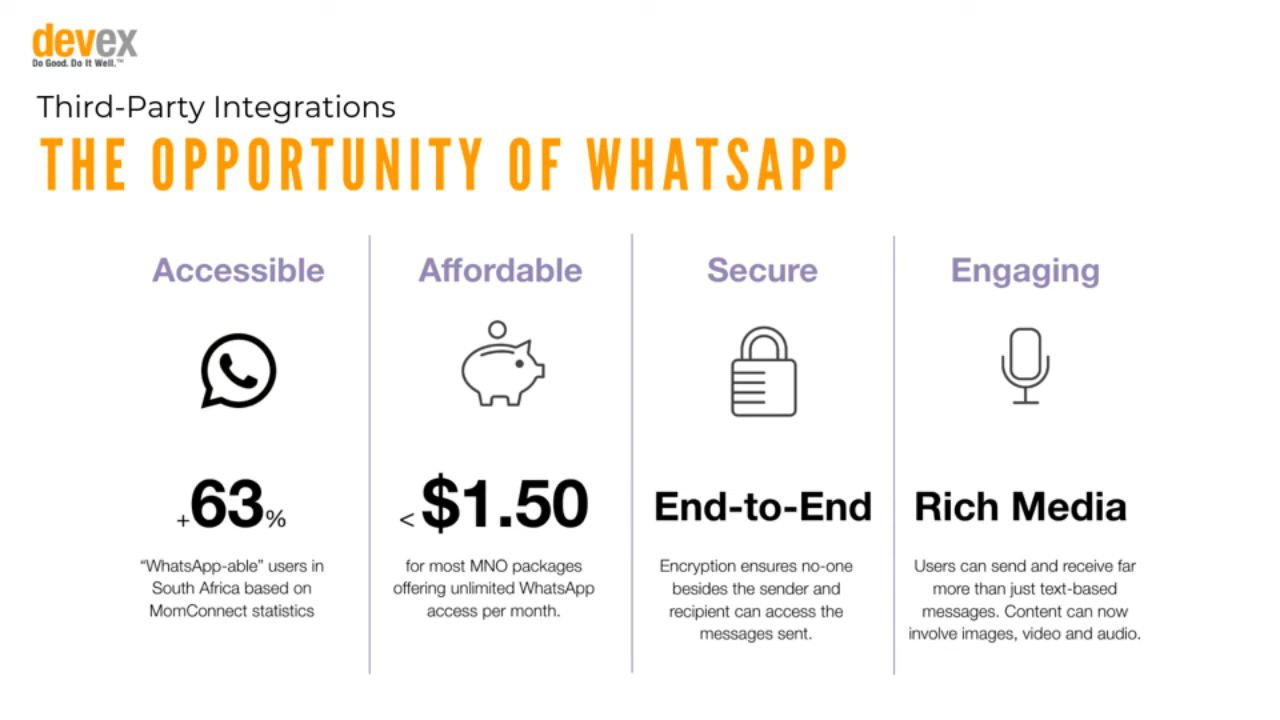 devex
Do Good. Do It Well.™
Third-Party Integrations
THE OPPORTUNITY OF WHATSAPP
Accessible
+63%
“WhatsApp-able” users in
South Africa based on
MomConnect statistics
Affordable
<$1.50
for most MNO packages
offering unlimited WhatsApp
access per month.
Secure
End-to-End
Encryption ensures no-one
besides the sender and
recipient can access the
messages sent.
Engaging
Rich Media
Users can send and receive far
more than just text-based
messages. Content can now
involve images, video and audio.